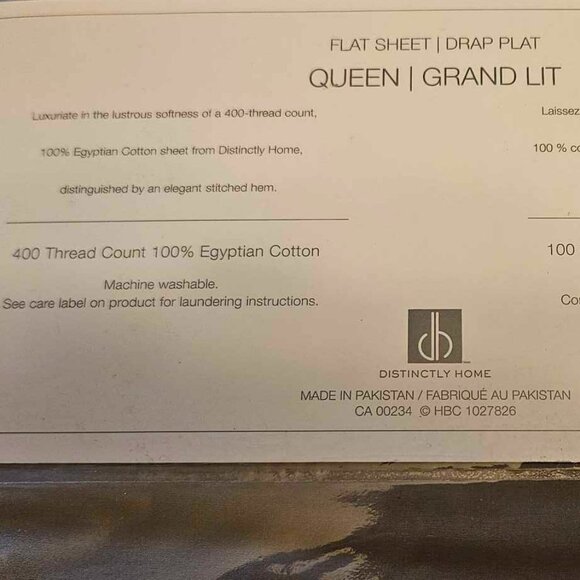 FLAT SHEET | DRAP PLAT
QUEEN | GRAND LIT
Luxuriate in the lustrous softness of a 400-thread count,
100% Egyptian Cotton sheet from Distinctly Home,
distinguished by an elegant stitched hem.
400 Thread Count 100% Egyptian Cotton
Machine washable.
See care label on product for laundering instructions.
Laissez
100 % co
100
Co
dh
DISTINCTLY HOME
MADE IN PAKISTAN / FABRIQUÉ AU PAKISTAN
CA 00234 © HBC 1027826